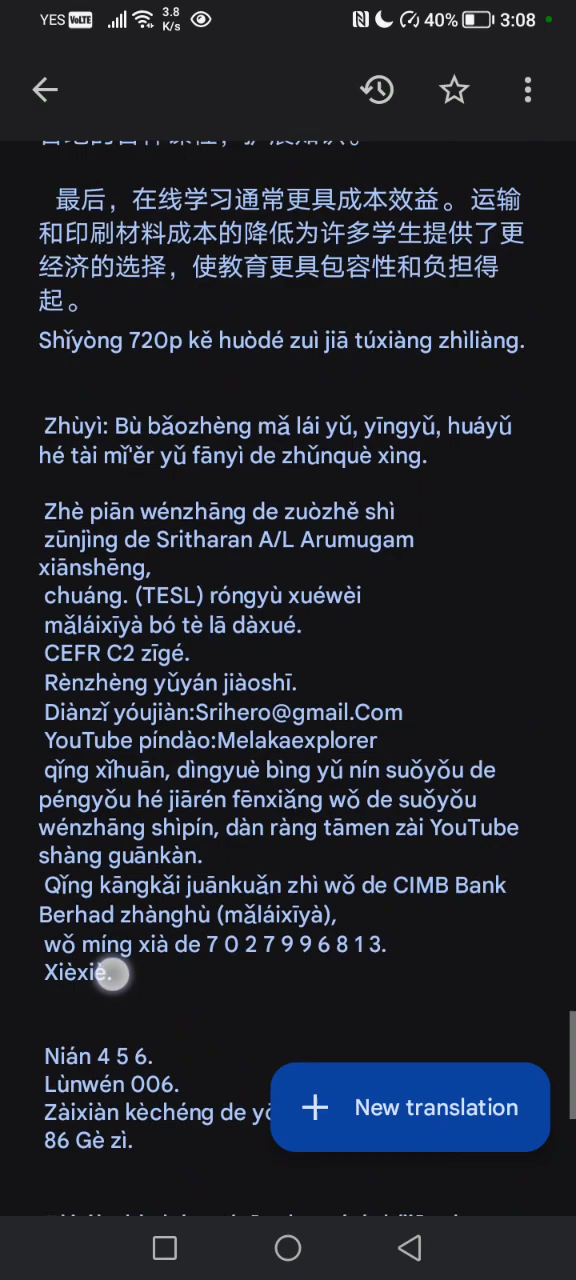 YES VoLTE 3.8 K/s 40% 3:08
最后，在线学习通常更具成本效益。运输
和印刷材料成本的降低为许多学生提供了更
经济的选择，使教育更具包容性和负担得
起。
Shǐyòng 720p kě huòdé zuì jiā túxiàng zhìliàng.
Zhùyì: Bù bǎozhèng mǎ lái yǔ, yīngyǔ, huáyǔ
hé tài mǐ'ěr yǔ fānyì de zhǔnquè xìng.
Zhè piān wénzhāng de zuòzhě shì
zūnjìng de Sritharan A/L Arumugam
xiānshēng,
chuáng. (TESL) róngyù xuéwèi
mǎláixīyà bó tè lā dàxué.
CEFR C2 zīgé.
Rènzhèng yǔyán jiàoshī.
Diànzǐ yóujiàn:Srihero@gmail.Com
YouTube píndào:Melakaexplorer
qǐng xǐhuān, dìngyuè bìng yǔ nín suǒyǒu de
péngyǒu hé jiārén fēnxiǎng wǒ de suǒyǒu
wénzhāng shìpín, dàn ràng tāmen zài YouTube
shàng guānkàn.
Qǐng kāngkǎi juānkuǎn zhì wǒ de CIMB Bank
Berhad zhànghù (mǎláixīyà),
wǒ míng xià de 7 0 2 7 9 9 6 8 1 3.
Xièxiè.
Nián 4 5 6.
Lùnwén 006.
Zàixiàn kèchéng de
86 Gè zì.
New translation